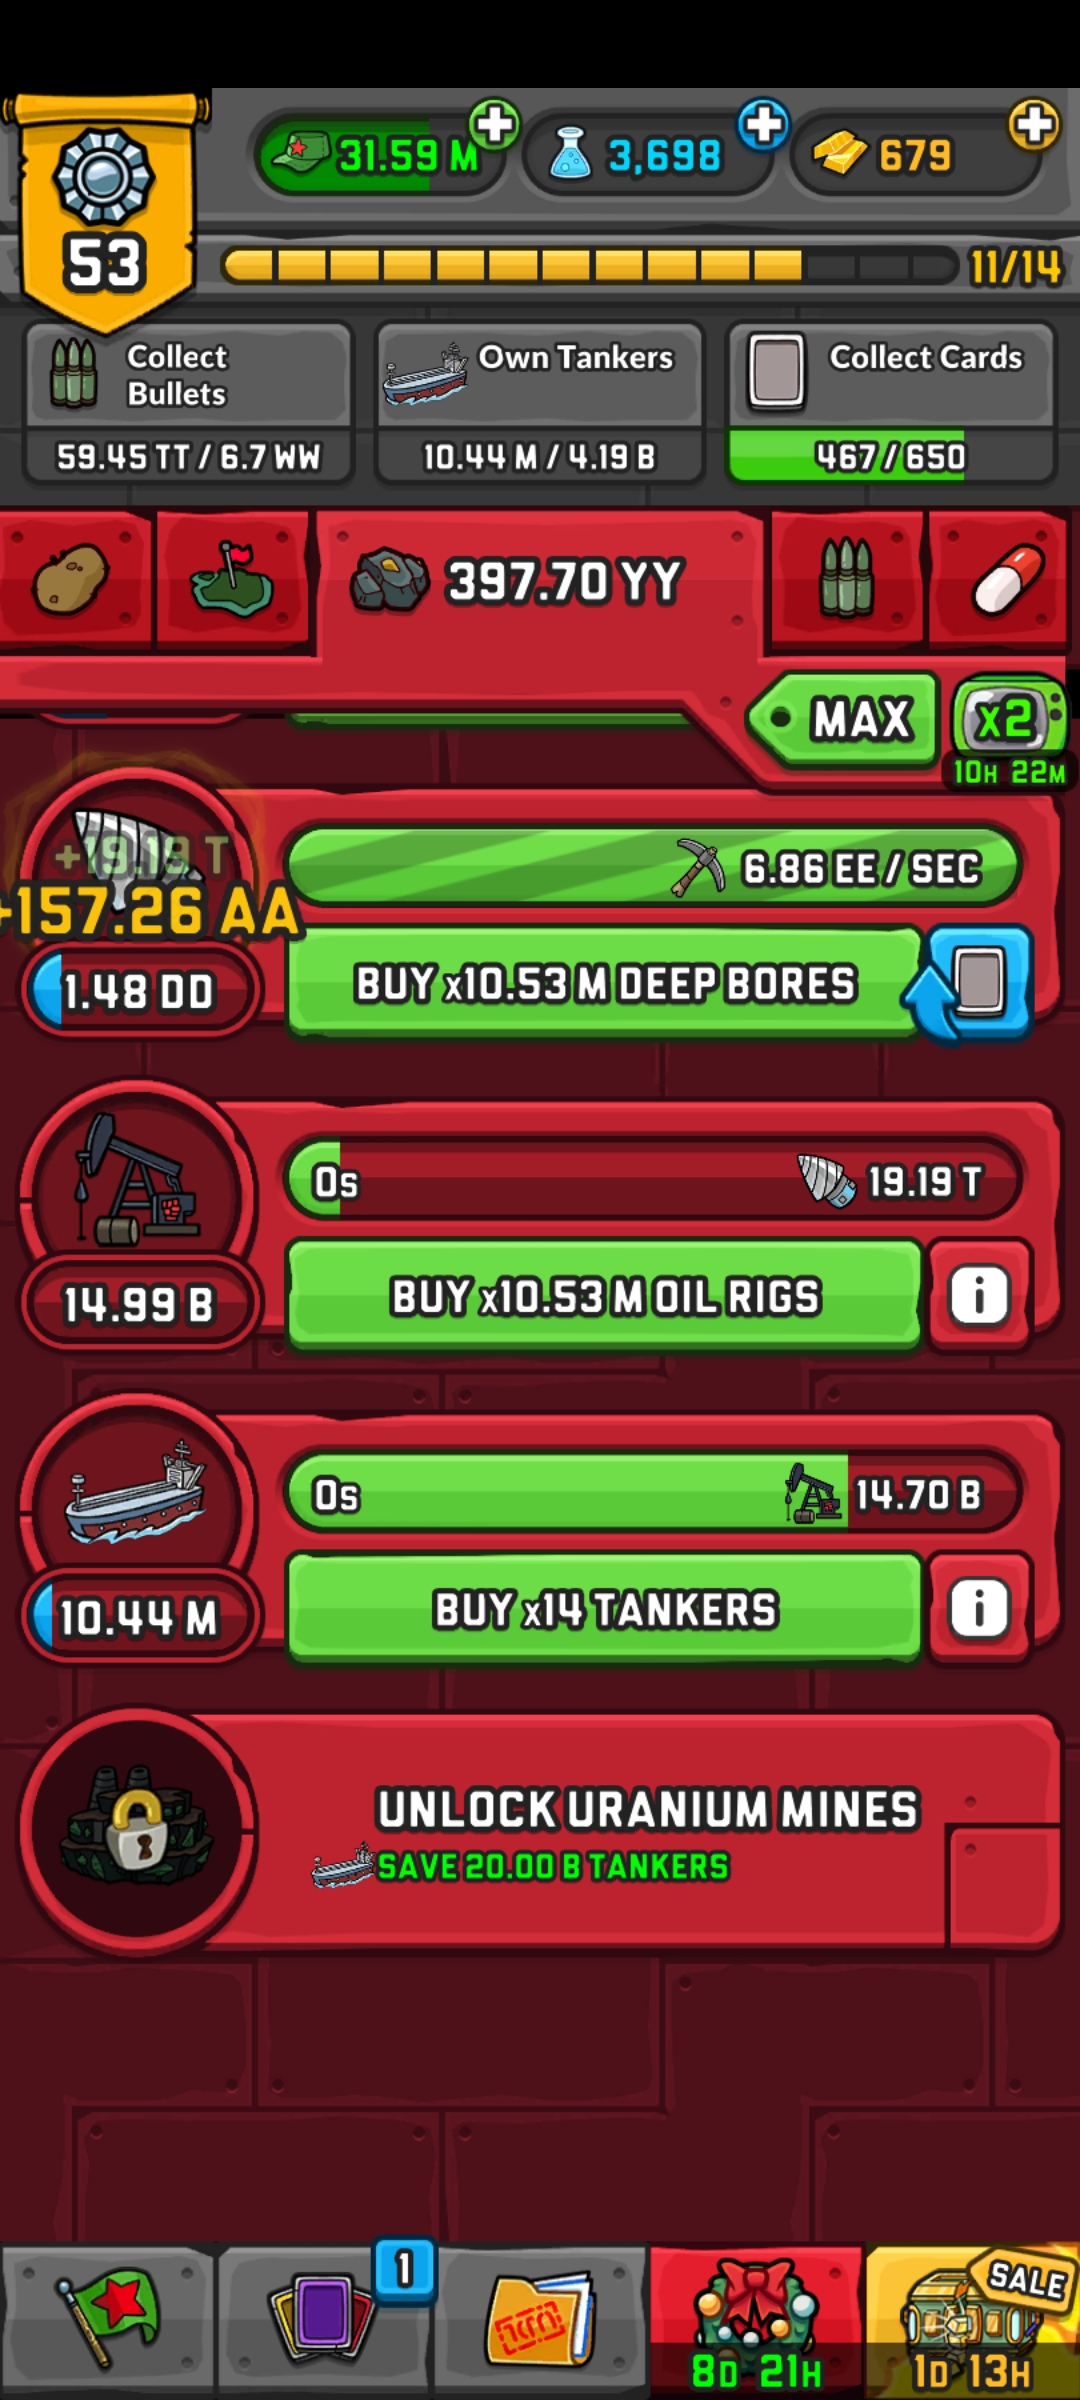 31.59 M
3,698
679
53
11/14
Collect
Bullets
59.45 TT / 6.7 WW
Own Tankers
10.44 M / 4.19 B
Collect Cards
467 / 650
397.70 YY
MAX
x2
10H 22M
+19.19 T
+157.26 AA
6.86 EE / SEC
1.48 DD
BUY x10.53 M DEEP BORES
0s
19.19 T
14.99 B
BUY x10.53 M OIL RIGS
i
0s
14.70 B
10.44 M
BUY x14 TANKERS
i
UNLOCK URANIUM MINES
SAVE 20.00 B TANKERS
1
SALE
8D 21H
1D 13H